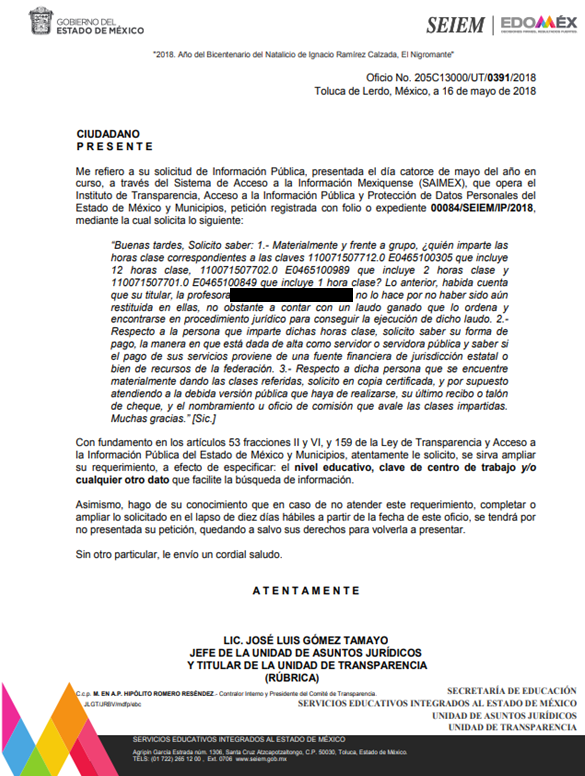 GOBIERNO DEL
ESTADO DE MÉXICO
SEIEM
EDOMÉX
DECISIONES FIRMES, RESULTADOS FUERTES
"2018. Año del Bicentenario del Natalicio de Ignacio Ramírez Calzada, El Nigromante"
Oficio No. 205C13000/UT/0391/2018
Toluca de Lerdo, México, a 16 de mayo de 2018
CIUDADANO
P R E S E N T E
Me refiero a su solicitud de Información Pública, presentada el día catorce de mayo del año en
curso, a través del Sistema de Acceso a la Información Mexiquense (SAIMEX), que opera el
Instituto de Transparencia, Acceso a la Información Pública y Protección de Datos Personales del
Estado de México y Municipios, petición registrada con folio o expediente 00084/SEIEM/IP/2018,
mediante la cual solicita lo siguiente:
"Buenas tardes, Solicito saber: 1.- Materialmente y frente a grupo, ¿quién imparte las
horas clase correspondientes a las claves 110071507712.0 E0465100305 que incluye
12 horas clase, 110071507702.0 E0465100989 que incluye 2 horas clase y
110071507701.0 E0465100849 que incluye 1 hora clase? Lo anterior, habida cuenta
que su titular, la profesora no lo hace por no haber sido aún
restituida en ellas, no obstante a contar con un laudo ganado que lo ordena y
encontrarse en procedimiento jurídico para conseguir la ejecución de dicho laudo. 2.-
Respecto a la persona que imparte dichas horas clase, solicito saber su forma de
pago, la manera en que está dada de alta como servidor o servidora pública y saber si
el pago de sus servicios proviene de una fuente financiera de jurisdicción estatal o
bien de recursos de la federación. 3.- Respecto a dicha persona que se encuentre
materialmente dando las clases referidas, solicito en copia certificada, y por supuesto
atendiendo a la debida versión pública que haya de realizarse, su último recibo o talón
de cheque, y el nombramiento u oficio de comisión que avale las clases impartidas.
Muchas gracias." [Sic.]
Con fundamento en los artículos 53 fracciones II y VI, y 159 de la Ley de Transparencia y Acceso a
la Información Pública del Estado de México y Municipios, atentamente le solicito, se sirva ampliar
su requerimiento, a efecto de especificar: el nivel educativo, clave de centro de trabajo y/o
cualquier otro dato que facilite la búsqueda de información.
Asimismo, hago de su conocimiento que en caso de no atender este requerimiento, completar o
ampliar lo solicitado en el lapso de diez días hábiles a partir de la fecha de este oficio, se tendrá por
no presentada su petición, quedando a salvo sus derechos para volverla a presentar.
Sin otro particular, le envío un cordial saludo.
A T E N T A M E N T E
LIC. JOSÉ LUIS GÓMEZ TAMAYO
JEFE DE LA UNIDAD DE ASUNTOS JURÍDICOS
Y TITULAR DE LA UNIDAD DE TRANSPARENCIA
(RÚBRICA)
C.c.p. M. EN A.P. HIPÓLITO ROMERO RESÉNDIZ.- Contralor Interno y Presidente del Comité de Transparencia.
JLGT/JRBV/mdfp/ebc
SECRETARÍA DE EDUCACIÓN
SERVICIOS EDUCATIVOS INTEGRADOS AL ESTADO DE MÉXICO
UNIDAD DE ASUNTOS JURÍDICOS
UNIDAD DE TRANSPARENCIA
SERVICIOS EDUCATIVOS INTEGRADOS AL ESTADO DE MÉXICO
Agripín García Estrada núm. 1306, Santa Cruz Atzcapotzaltongo, C.P. 50030, Toluca, Estado de México.
TELS: (01 722) 265 12 00 , Ext. 0706 www.seiem.gob.mx